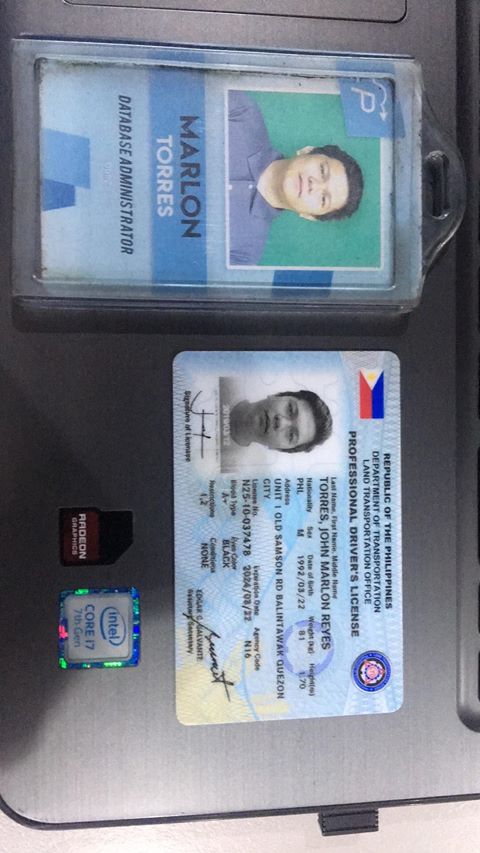 P
MARLON
TORRES
DATABASE ADMINISTRATOR
REPUBLIC OF THE PHILIPPINES
DEPARTMENT OF TRANSPORTATION
LAND TRANSPORTATION OFFICE
PROFESSIONAL DRIVER'S LICENSE
Last Name, First Name, Middle Name
TORRES, JOHN MARLON REYES
Nationality Sex Date of Birth Weight (kg) Height(m)
PHL M 1992/03/22 81 1.70
Address
UNIT 1 OLD SAMSON RD BALINTAWAK QUEZON
CITY
License No. Expiration Date Agency Code
N25-10-037478 2024/03/22 N16
Blood Type Eyes Color
A+ BLACK
Restrictions Conditions
1,2 NONE
2019/03/12
Signature of Licensee
EDGAR C. GALVANTE
Assistant Secretary
RADEON
GRAPHICS
intel
CORE i7
7th Gen